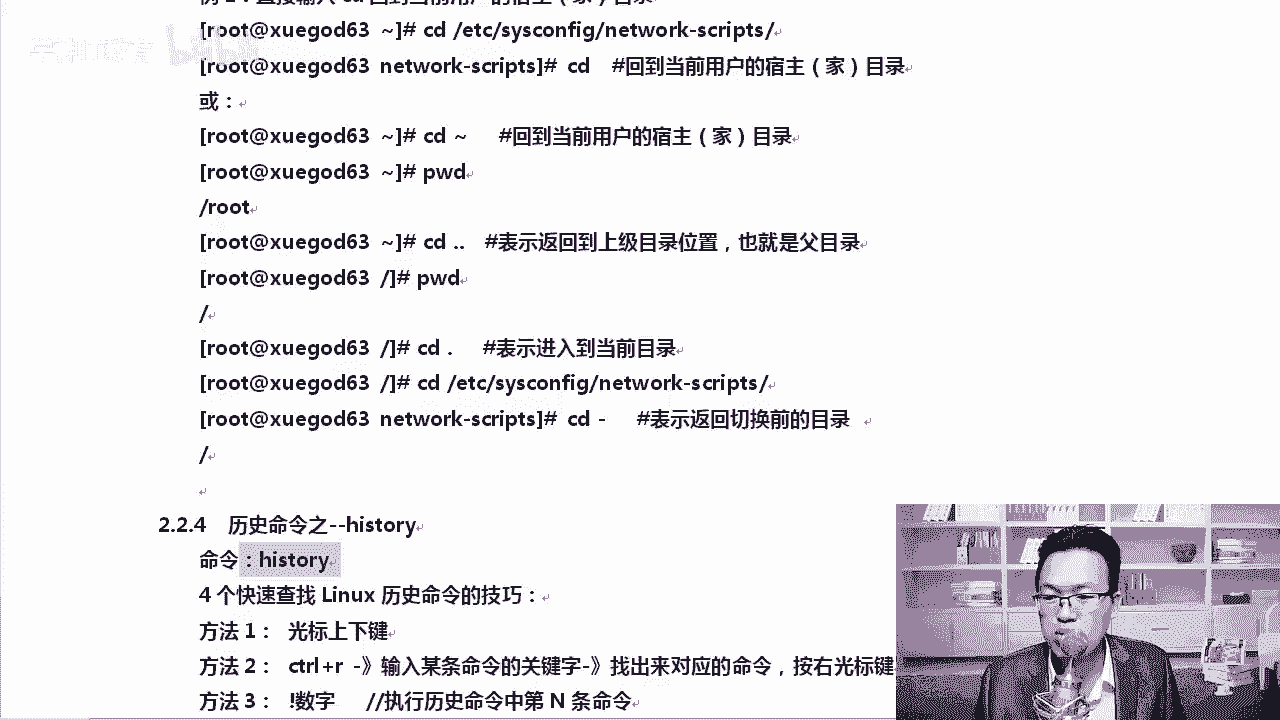 [root@xuegod63 ~]# cd /etc/sysconfig/network-scripts/
[root@xuegod63 network-scripts]# cd #回到当前用户的宿主（家）目录
或：
[root@xuegod63 ~]# cd ~ #回到当前用户的宿主（家）目录
[root@xuegod63 ~]# pwd
/root
[root@xuegod63 ~]# cd .. #表示返回到上级目录位置，也就是父目录
[root@xuegod63 /]# pwd
/
[root@xuegod63 /]# cd . #表示进入到当前目录
[root@xuegod63 /]# cd /etc/sysconfig/network-scripts/
[root@xuegod63 network-scripts]# cd - #表示返回切换前的目录
/
2.2.4 历史命令之--history
命令：history
4 个快速查找 Linux 历史命令的技巧：
方法 1： 光标上下键
方法 2： ctrl+r -》输入某条命令的关键字-》找出来对应的命令，按右光标键
方法 3： !数字 //执行历史命令中第 N 条命令